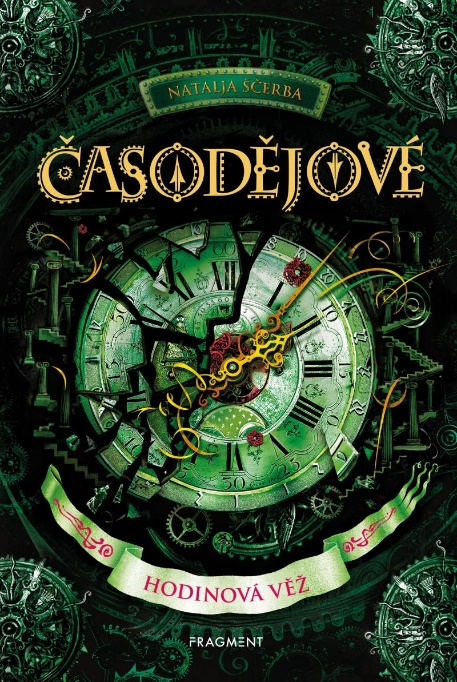 NATALJA ŠČERBA
ČASODĚJOVÉ
HODINOVÁ VĚŽ
FRAGMENT